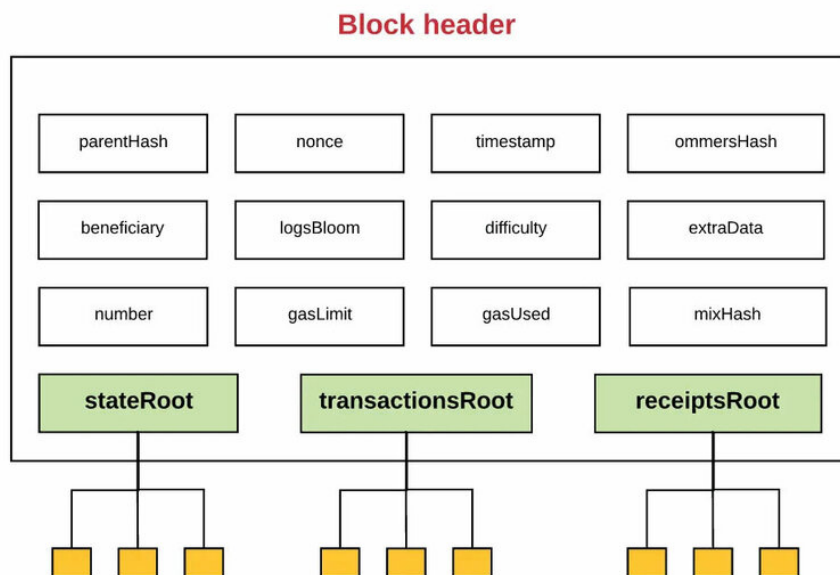 Block header
parentHash
nonce
timestamp
ommersHash
beneficiary
logsBloom
difficulty
extraData
number
gasLimit
gasUsed
mixHash
stateRoot
transactionsRoot
receiptsRoot